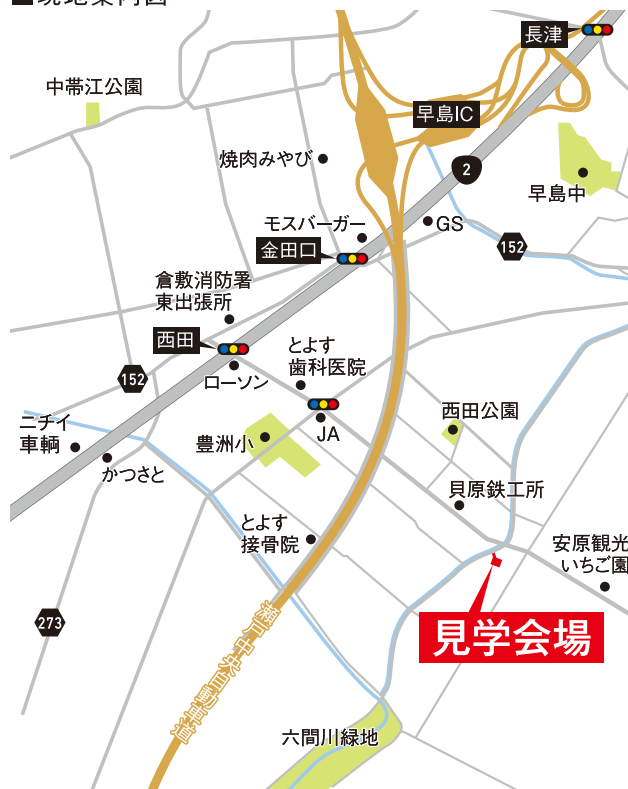 ■現地案内図
長津
中帯江公園
早島IC
焼肉みやび
2
早島中
モスバーガー
GS
金田口
152
倉敷消防署
東出張所
西田
とよす
歯科医院
152
ローソン
西田公園
ニチイ
車輌
豊洲小
JA
かつさと
貝原鉄工所
とよす
接骨院
安原観光
いちご園
273
見学会場
瀬戸中央自動車道
六間川緑地